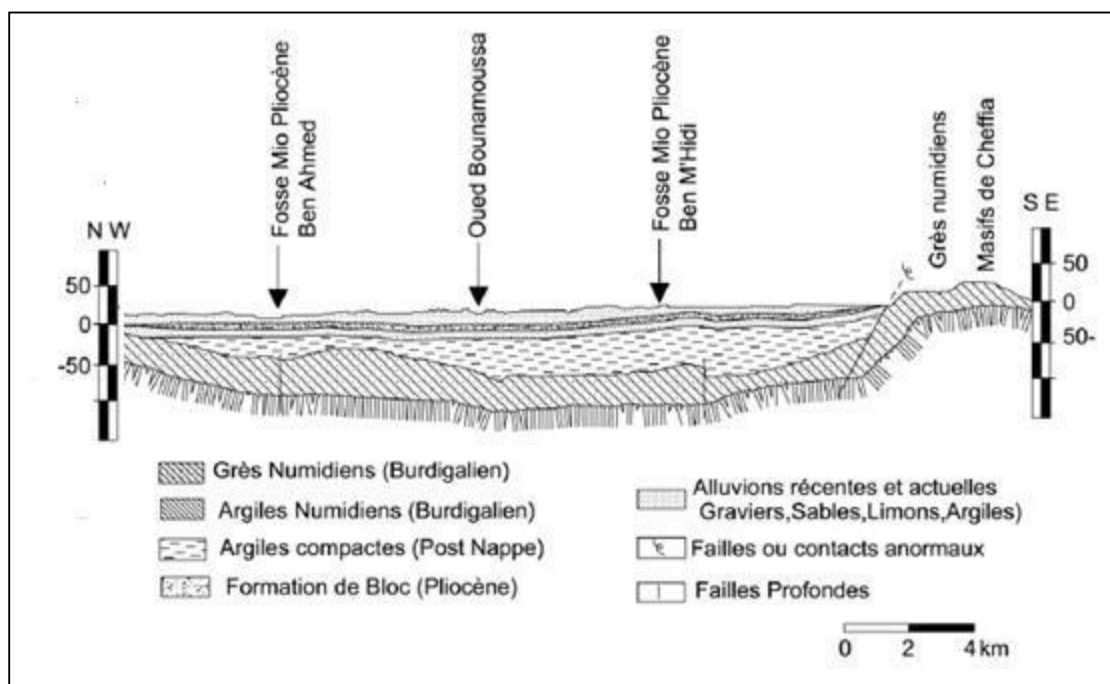 Fosse Mio Pliocène
Ben Ahmed
Oued Bounamoussa
Fosse Mio Pliocène
Ben M'Hidi
Grès numidiens
Masifs de Cheffia
N W
S E
50
0
-50
50
0
50-
Grès Numidiens (Burdigalien)
Argiles Numidiens (Burdigalien)
Argiles compactes (Post Nappe)
Formation de Bloc (Pliocène)
Alluvions récentes et actuelles
Graviers,Sables,Limons,Argiles)
Failles ou contacts anormaux
Failles Profondes
0 2 4 km